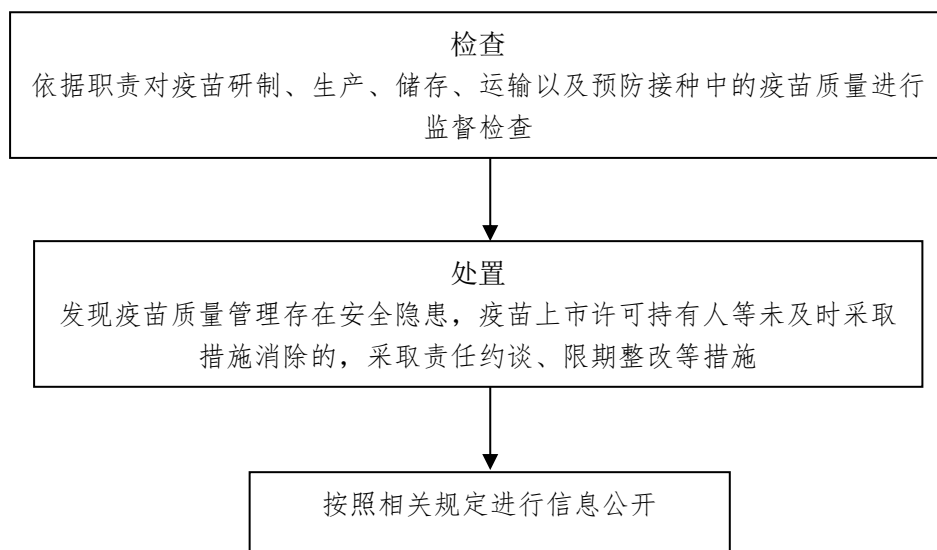 检查
依据职责对疫苗研制、生产、储存、运输以及预防接种中的疫苗质量进行
监督检查
处置
发现疫苗质量管理存在安全隐患，疫苗上市许可持有人等未及时采取
措施消除的，采取责任约谈、限期整改等措施
按照相关规定进行信息公开